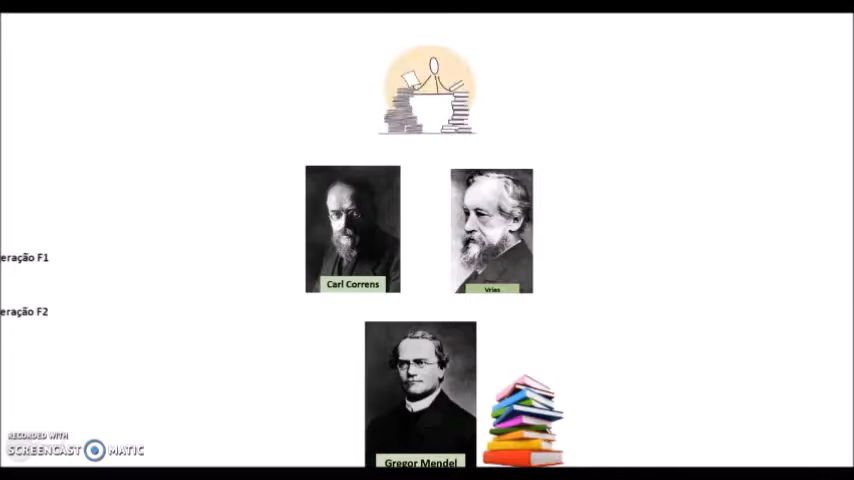 Carl Correns
Vries
eração F1
eração F2
Gregor Mendel
RECORDED WITH
SCREENCAST MATIC